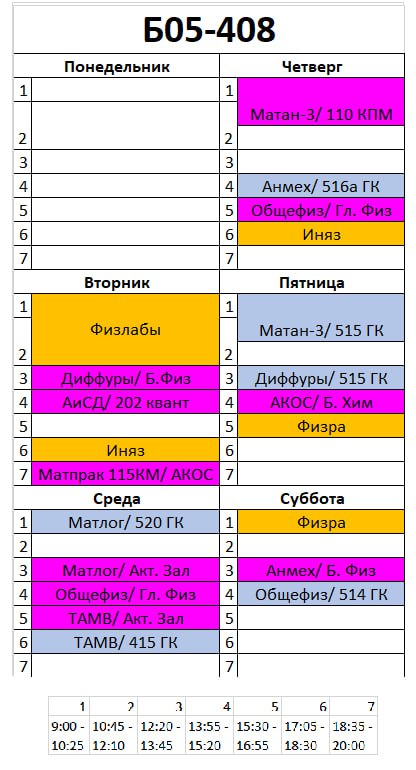 Б05-408
Понедельник Четверг
1 1 Матан-3/ 110 КПМ
2 2
3 3
4 4 Анмех/ 516а ГК
5 5 Общефиз/ Гл. Физ
6 6 Иняз
7 7
Вторник Пятница
1 Физлабы 1 Матан-3/ 515 ГК
2 2
3 Диффуры/ Б.Физ 3 Диффуры/ 515 ГК
4 АиСД/ 202 квант 4 АКОС/ Б. Хим
5 5 Физра
6 Иняз 6
7 Матпрак 115КМ/ АКОС 7
Среда Суббота
1 Матлог/ 520 ГК 1 Физра
2 2
3 Матлог/ Акт. Зал 3 Анмех/ Б. Физ
4 Общефиз/ Гл. Физ 4 Общефиз/ 514 ГК
5 ТАМВ/ Акт. Зал 5
6 ТАМВ/ 415 ГК 6
7 7
1 2 3 4 5 6 7
9:00 - 10:45 - 12:20 - 13:55 - 15:30 - 17:05 - 18:35 -
10:25 12:10 13:45 15:20 16:55 18:30 20:00